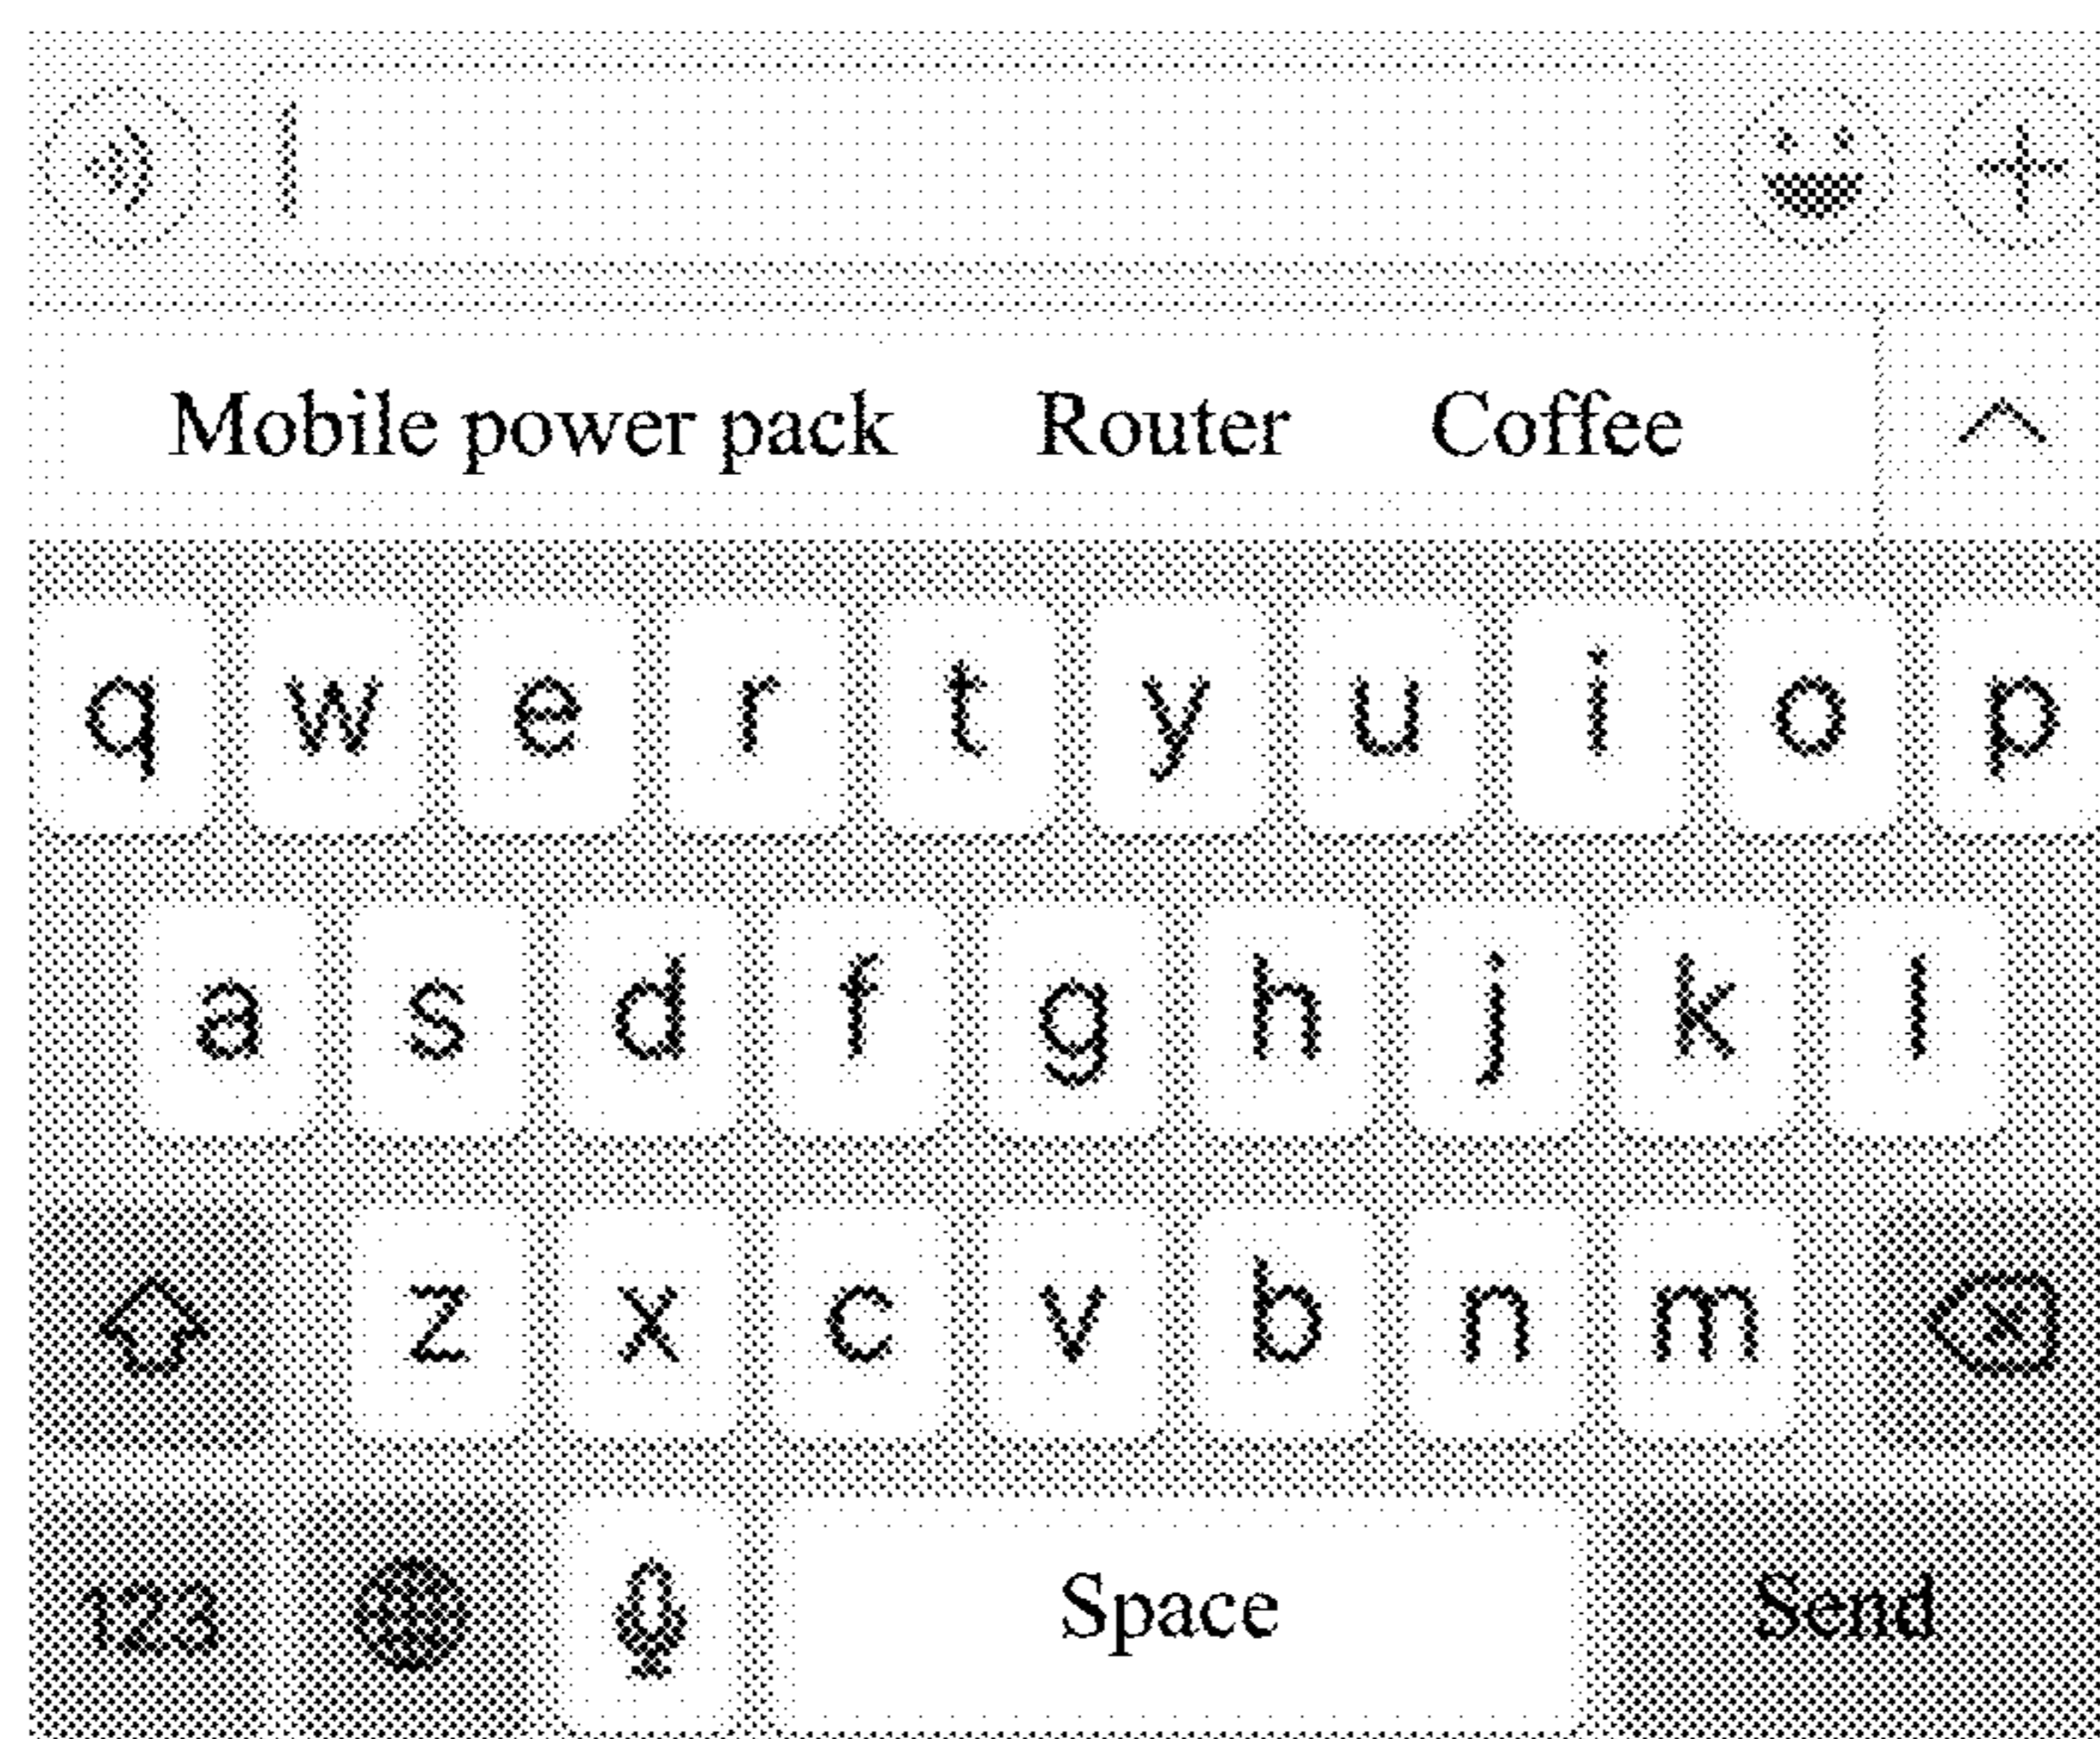 Mobile power pack Router Coffee
q w e r t y u i o p
a s d f g h j k l
z x c v b n m
123 Space Send